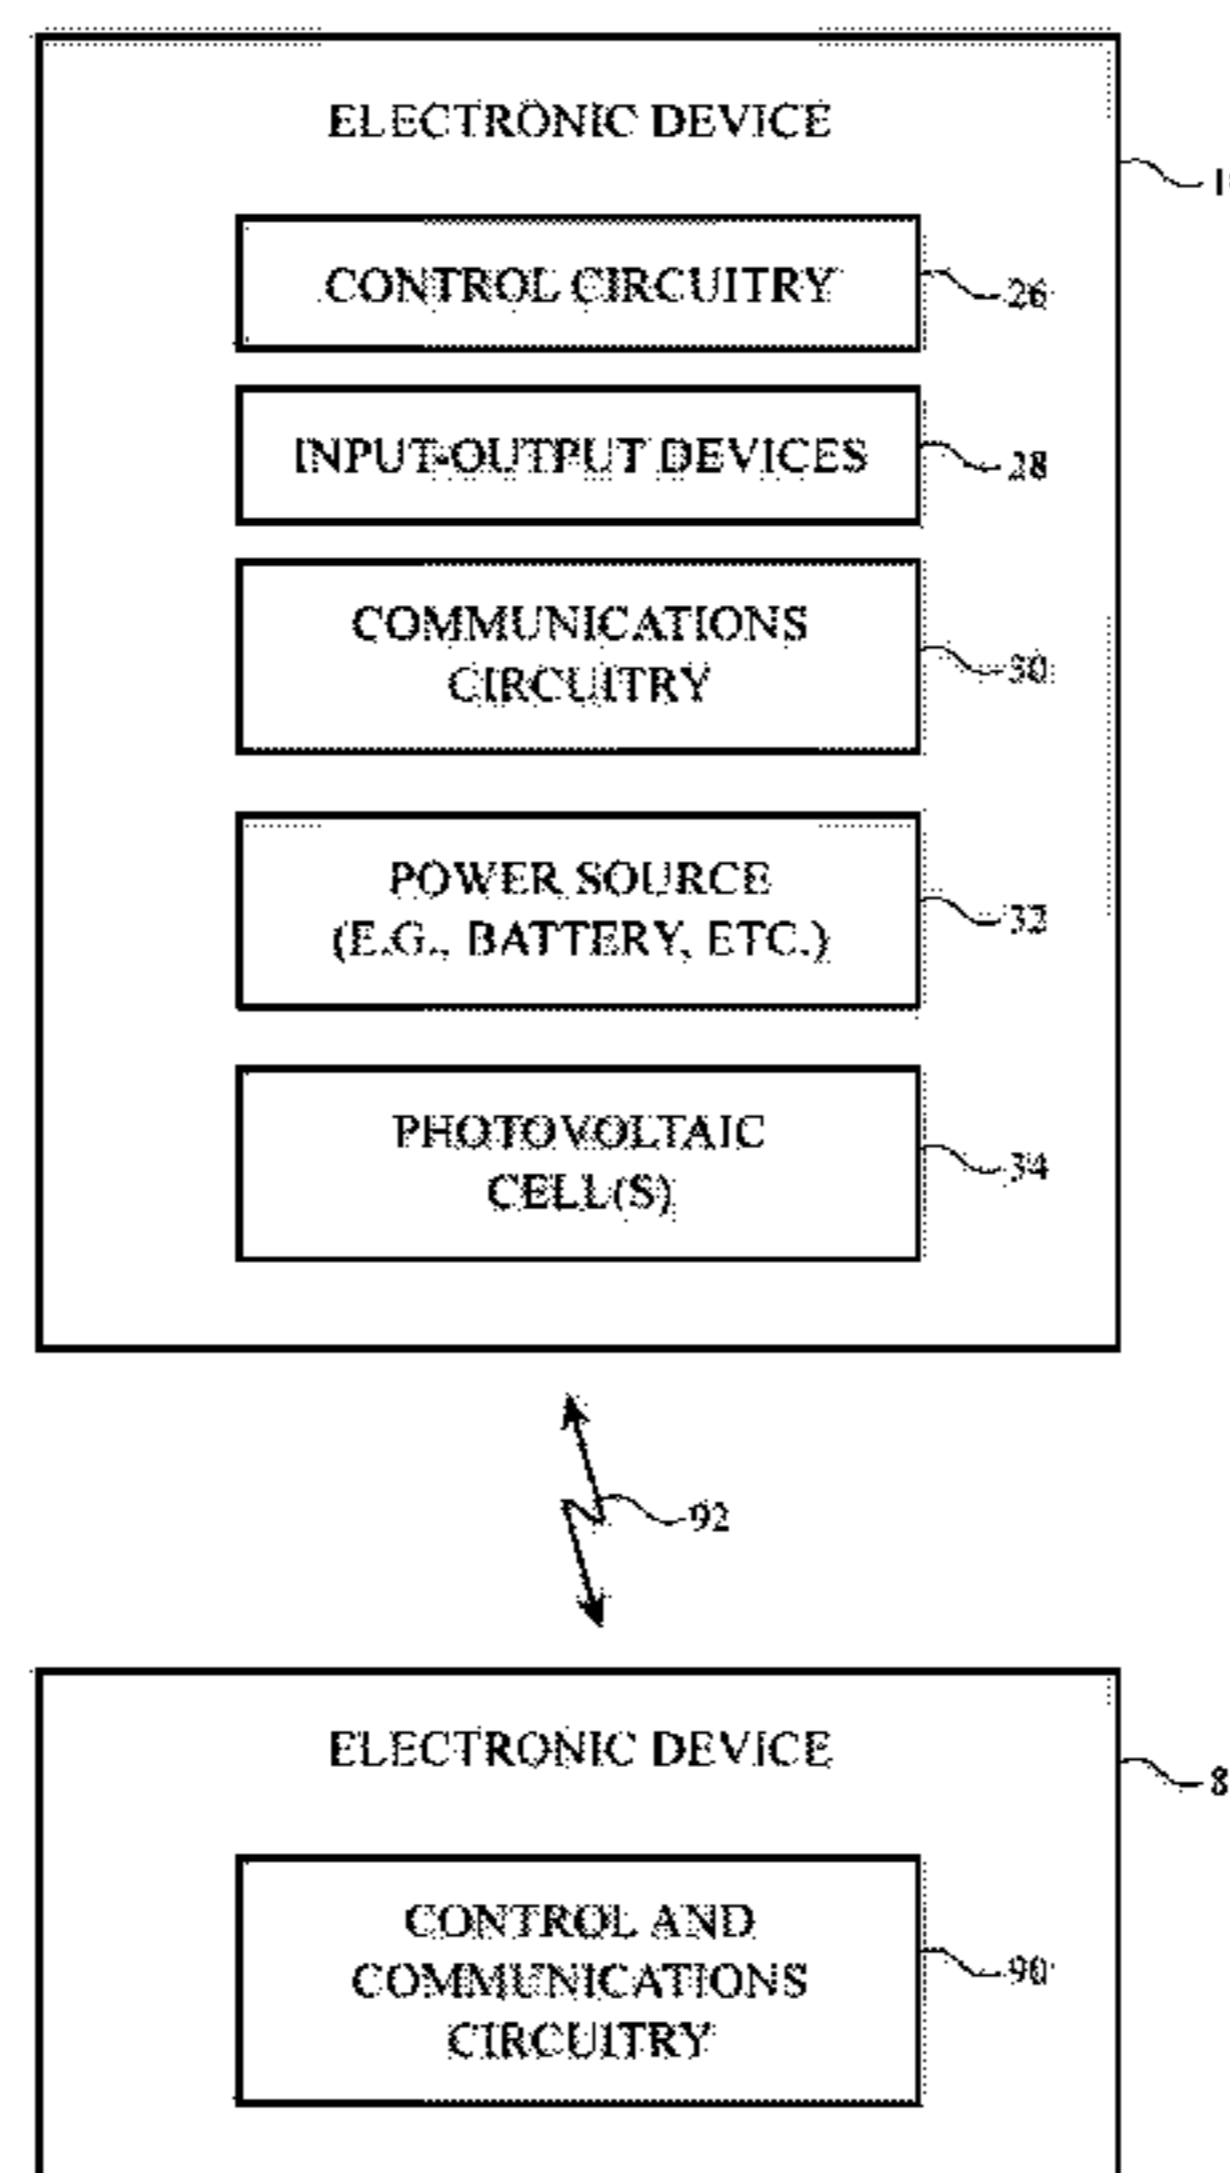 ELECTRONIC DEVICE
CONTROL CIRCUITRY
26
INPUT-OUTPUT DEVICES
28
COMMUNICATIONS
CIRCUITRY
30
POWER SOURCE
(E.G., BATTERY, ETC.)
32
PHOTOVOLTAIC
CELL(S)
34
92
ELECTRONIC DEVICE
CONTROL AND
COMMUNICATIONS
CIRCUITRY
90